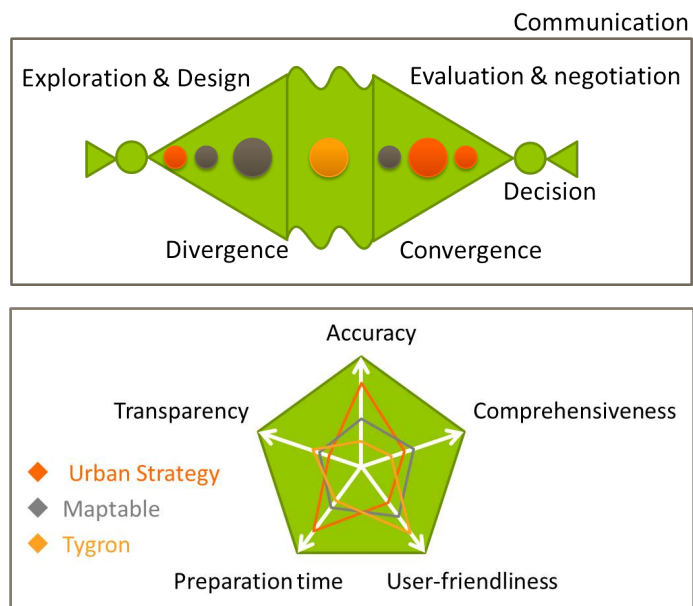 Communication
Exploration & Design
Evaluation & negotiation
Decision
Divergence
Convergence
Accuracy
Transparency
Comprehensiveness
Urban Strategy
Maptable
Tygron
Preparation time
User-friendliness